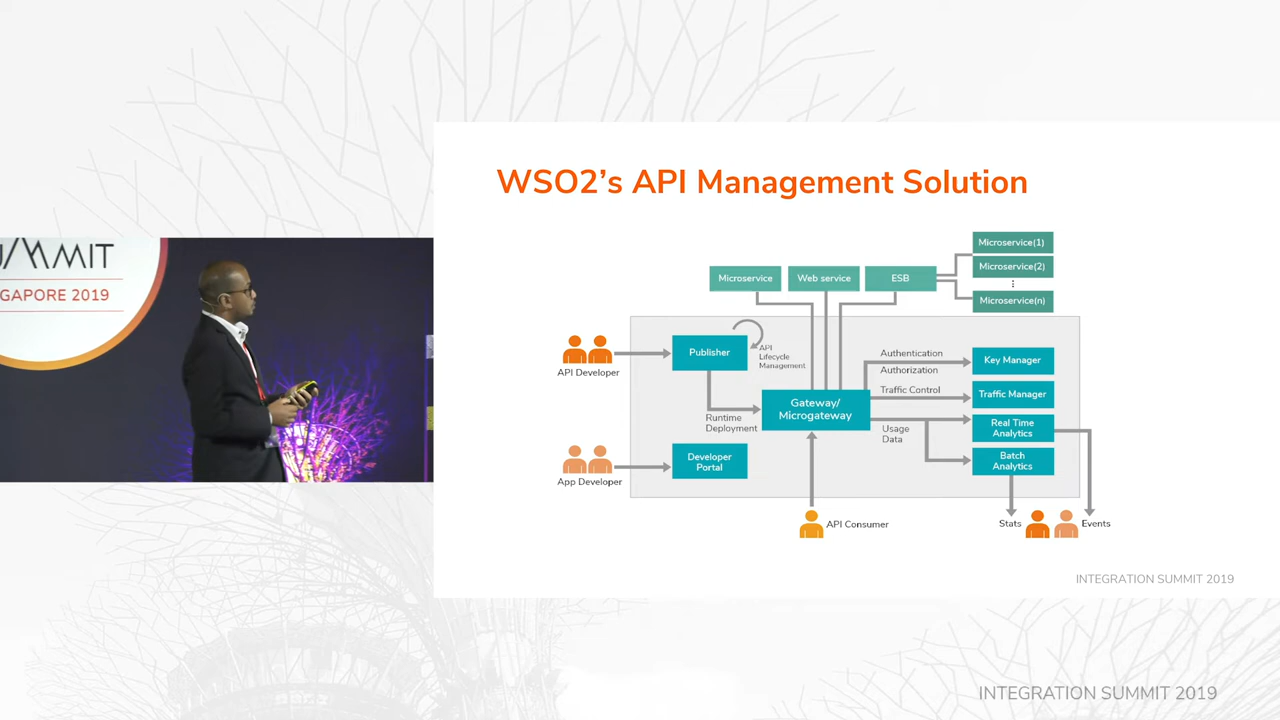 SUMMIT
GAPORE 2019
WSO2's API Management Solution
Microservice
Web service
ESB
Microservice(1)
Microservice(2)
⋮
Microservice(n)
API Developer
Publisher
API
Lifecycle
Management
Runtime
Deployment
Gateway/
Microgateway
Authentication
Authorization
Traffic Control
Usage
Data
Key Manager
Traffic Manager
Real Time
Analytics
Batch
Analytics
App Developer
Developer
Portal
API Consumer
Stats
Events
INTEGRATION SUMMIT 2019
INTEGRATION SUMMIT 2019